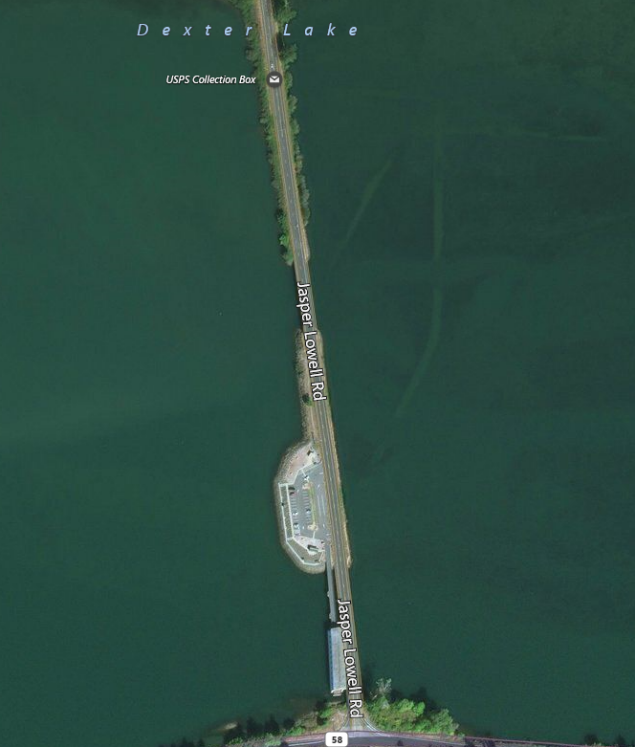 Dexter Lake
USPS Collection Box
Jasper Lowell Rd
Jasper Lowell Rd
58